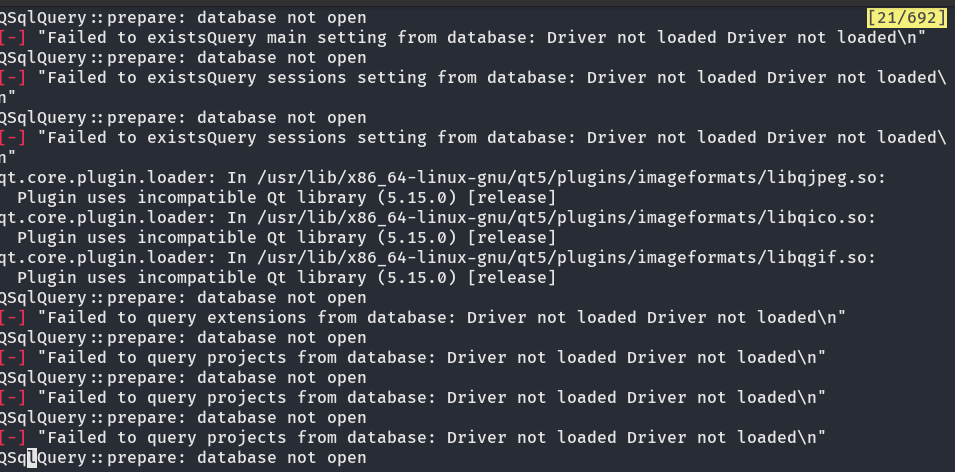 QSqlQuery::prepare: database not open
[21/692]
[-] "Failed to existsQuery main setting from database: Driver not loaded Driver not loaded\n"
QSqlQuery::prepare: database not open
[-] "Failed to existsQuery sessions setting from database: Driver not loaded Driver not loaded\
n"
QSqlQuery::prepare: database not open
[-] "Failed to existsQuery sessions setting from database: Driver not loaded Driver not loaded\
n"
qt.core.plugin.loader: In /usr/lib/x86_64-linux-gnu/qt5/plugins/imageformats/libqjpeg.so:
  Plugin uses incompatible Qt library (5.15.0) [release]
qt.core.plugin.loader: In /usr/lib/x86_64-linux-gnu/qt5/plugins/imageformats/libqico.so:
  Plugin uses incompatible Qt library (5.15.0) [release]
qt.core.plugin.loader: In /usr/lib/x86_64-linux-gnu/qt5/plugins/imageformats/libqgif.so:
  Plugin uses incompatible Qt library (5.15.0) [release]
QSqlQuery::prepare: database not open
[-] "Failed to query extensions from database: Driver not loaded Driver not loaded\n"
QSqlQuery::prepare: database not open
[-] "Failed to query projects from database: Driver not loaded Driver not loaded\n"
QSqlQuery::prepare: database not open
[-] "Failed to query projects from database: Driver not loaded Driver not loaded\n"
QSqlQuery::prepare: database not open
[-] "Failed to query projects from database: Driver not loaded Driver not loaded\n"
QSqlQuery::prepare: database not open